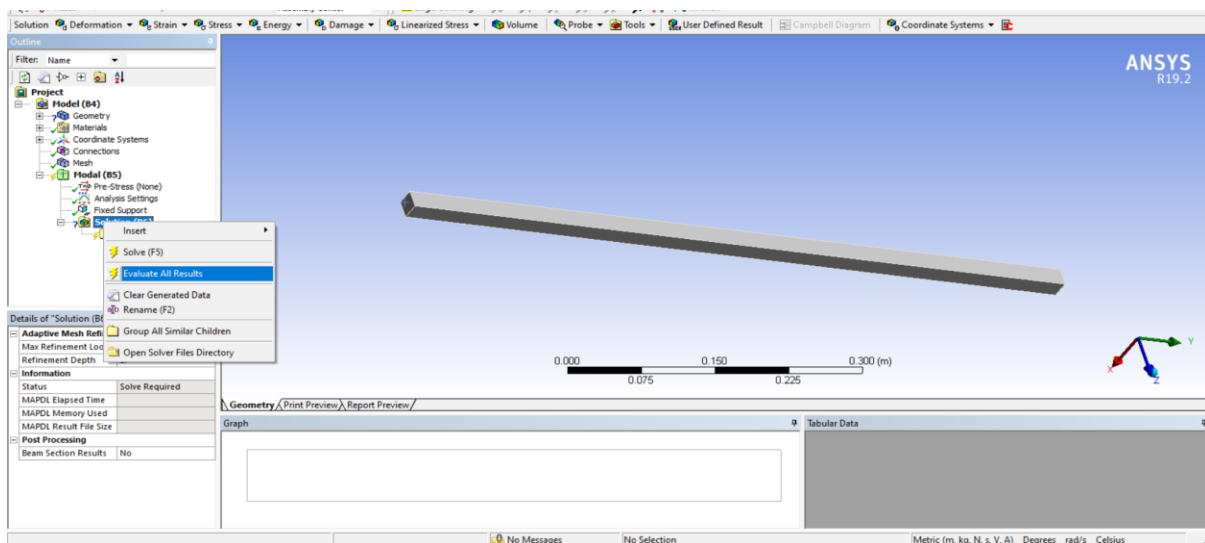 Solution Deformation Strain Stress Energy Damage Linearized Stress Volume Probe Tools User Defined Result Campbell Diagram Coordinate Systems
Outline
Filter: Name
Project
Model (B4)
Geometry
Materials
Coordinate Systems
Connections
Mesh
Modal (B5)
Pre-Stress (None)
Analysis Settings
Fixed Support
Solution (B6)
Insert
Solve (F5)
Evaluate All Results
Clear Generated Data
Rename (F2)
Group All Similar Children
Open Solver Files Directory
ANSYS
R19.2
0.000 0.150 0.300 (m)
0.075 0.225
X Y Z
Details of "Solution (B6
Adaptive Mesh Refi
Max Refinement Loo
Refinement Depth
Information
Status Solve Required
MAPDL Elapsed Time
MAPDL Memory Used
MAPDL Result File Size
Post Processing
Beam Section Results No
Geometry Print Preview Report Preview
Graph
Tabular Data
No Messages No Selection Metric (m, kg, N, s, V, A) Degrees rad/s Celsius